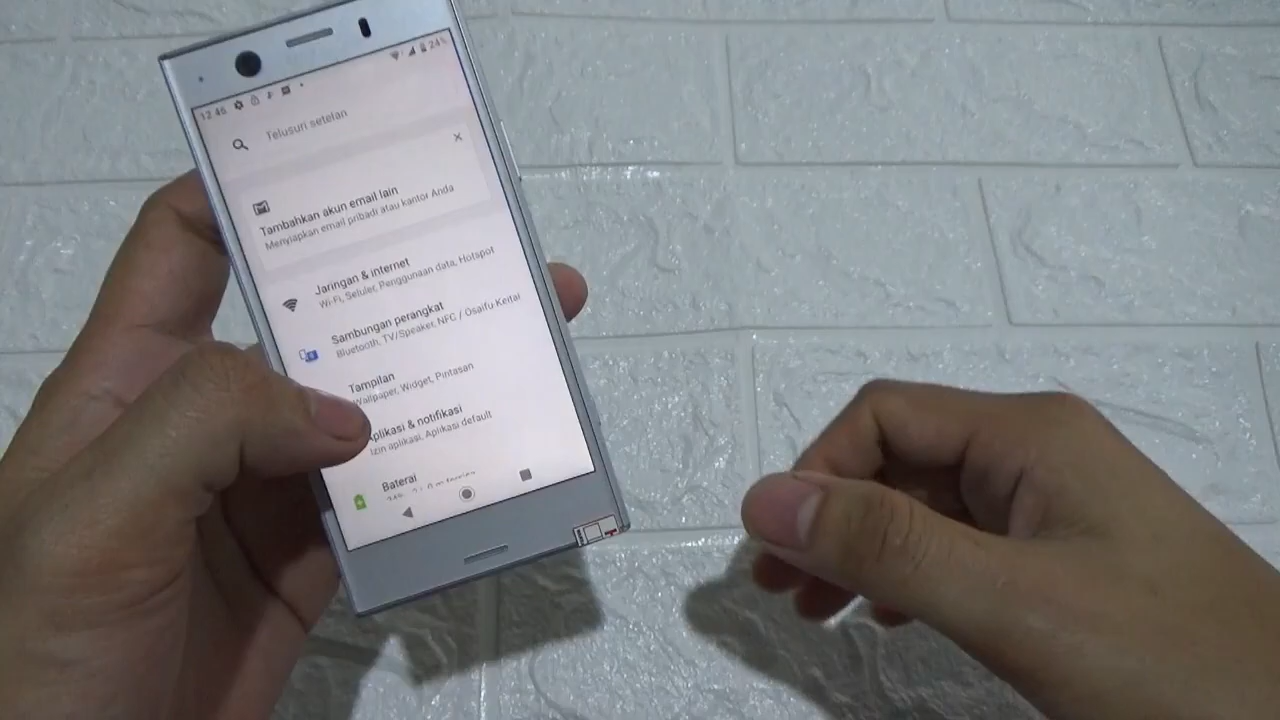 12.46
24%
Telusuri setelan
Tambahkan akun email lain
Menyiapkan email pribadi atau kantor Anda
Jaringan & internet
Wi-Fi, Seluler, Penggunaan data, Hotspot
Sambungan perangkat
Bluetooth, TV/Speaker, NFC / Osaifu-Keitai
Tampilan
Wallpaper, Widget, Pintasan
Aplikasi & notifikasi
Izin aplikasi, Aplikasi default
Baterai